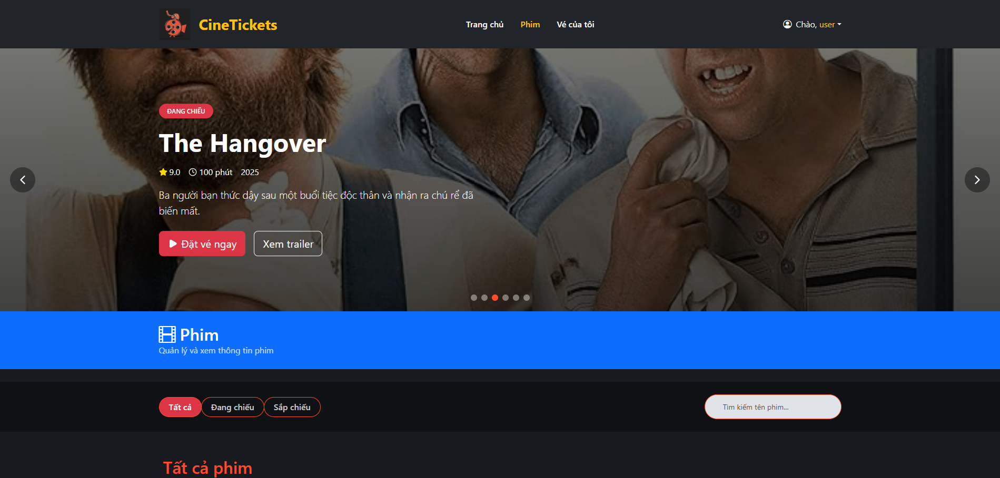 CineTickets
Trang chủ
Phim
Vé của tôi
Chào, user
ĐANG CHIẾU
The Hangover
9.0 100 phút 2025
Ba người bạn thức dậy sau một buổi tiệc độc thân và nhận ra chú rể đã
biến mất.
Đặt vé ngay
Xem trailer
Phim
Quản lý và xem thông tin phim
Tất cả
Đang chiếu
Sắp chiếu
Tìm kiếm tên phim...
Tất cả phim